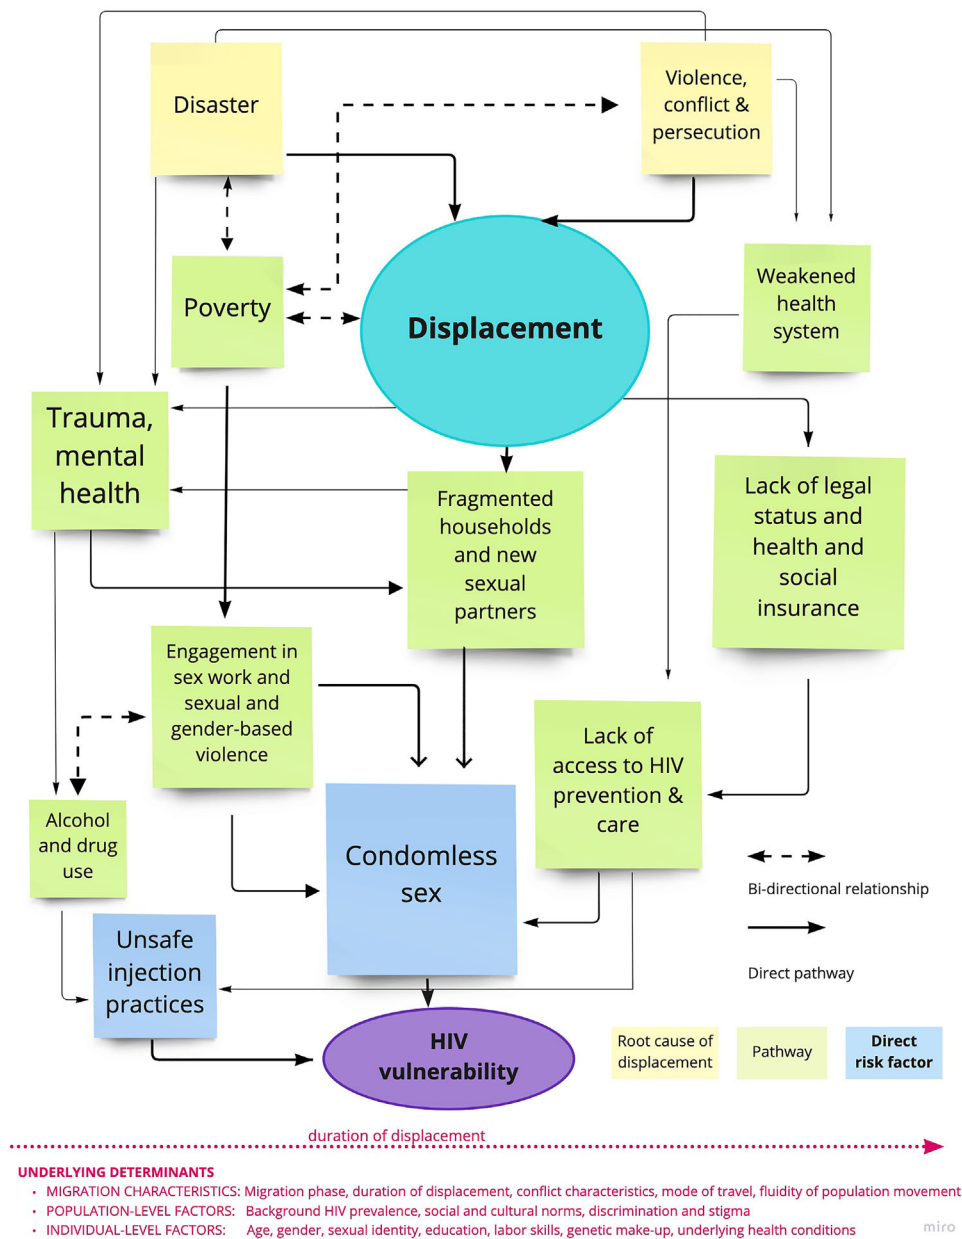 Disaster
Violence,
conflict &
persecution
Poverty
Displacement
Weakened
health
system
Trauma,
mental
health
Fragmented
households
and new
sexual
partners
Lack of legal
status and
health and
social
insurance
Engagement in
sex work and
sexual and
gender-based
violence
Lack of
access to HIV
prevention &
care
Alcohol
and drug
use
Condomless
sex
Unsafe
injection
practices
HIV
vulnerability
Bi-directional relationship
Direct pathway
Root cause of
displacement
Pathway
Direct
risk factor
duration of displacement
UNDERLYING DETERMINANTS
• MIGRATION CHARACTERISTICS: Migration phase, duration of displacement, conflict characteristics, mode of travel, fluidity of population movement
• POPULATION-LEVEL FACTORS: Background HIV prevalence, social and cultural norms, discrimination and stigma
• INDIVIDUAL-LEVEL FACTORS: Age, gender, sexual identity, education, labor skills, genetic make-up, underlying health conditions
miro